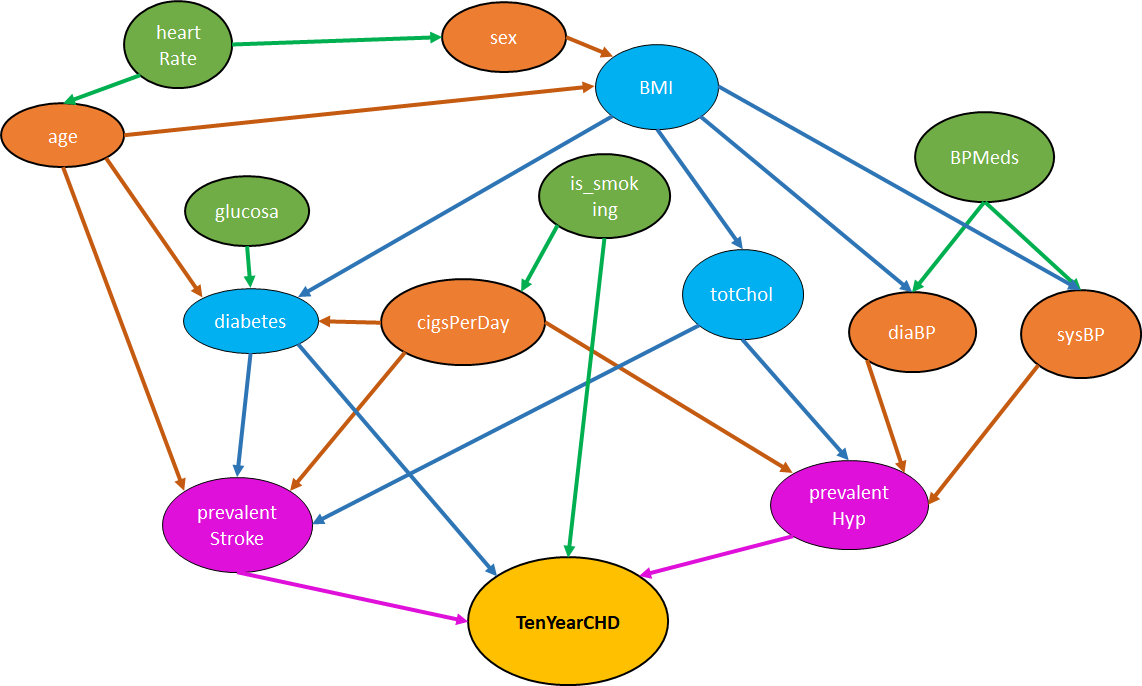 heart
Rate
sex
BMI
age
BPMeds
is_smok
ing
glucosa
totChol
diabetes
cigsPerDay
diaBP
sysBP
prevalent
Stroke
prevalent
Hyp
TenYearCHD